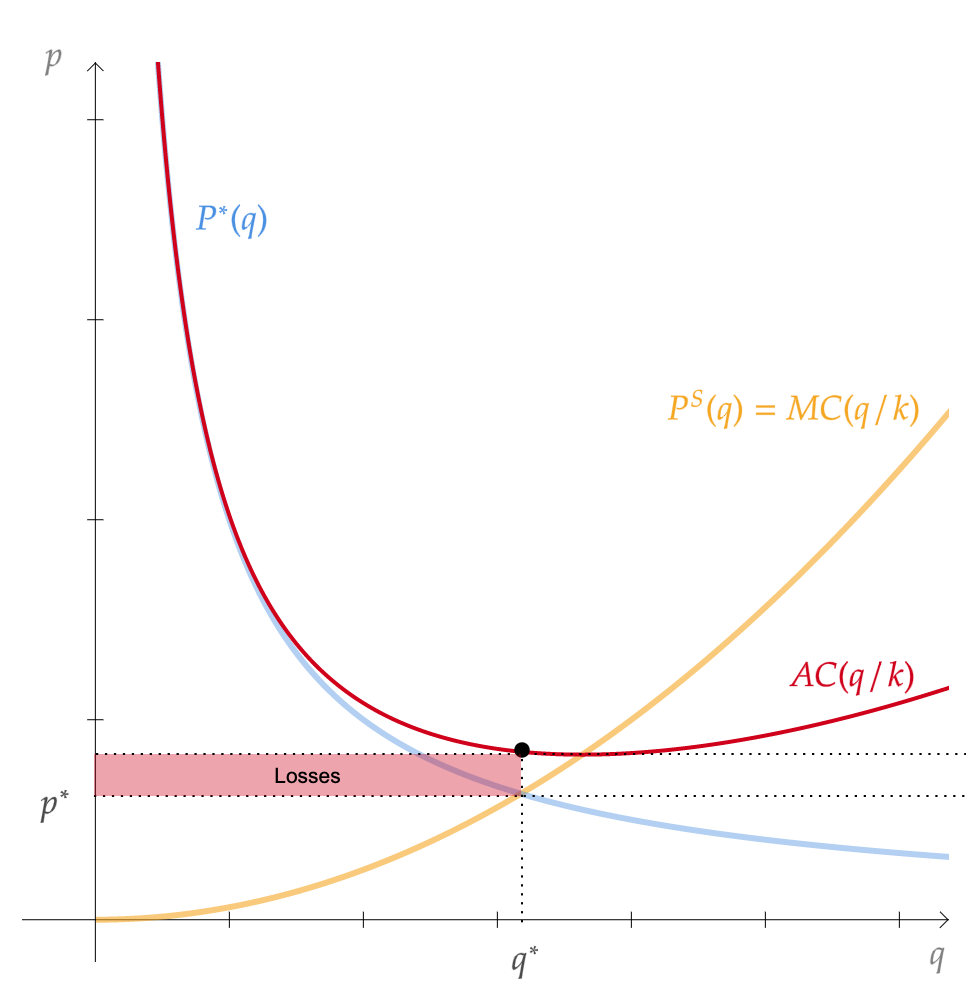 p
P*(q)
P^S(q) = MC(q/k)
AC(q/k)
Losses
p*
q*
q